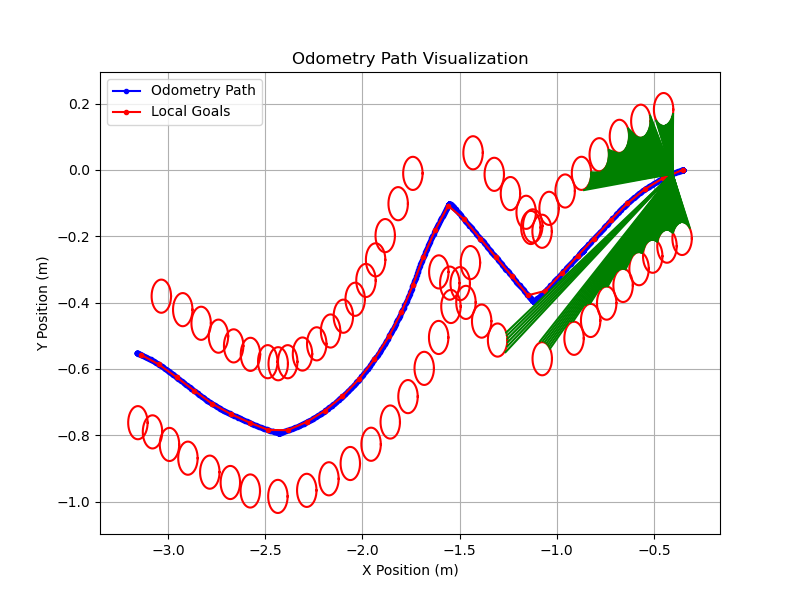 Odometry Path Visualization
Odometry Path
Local Goals
Y Position (m)
0.2
0.0
−0.2
−0.4
−0.6
−0.8
−1.0
−3.0 −2.5 −2.0 −1.5 −1.0 −0.5
X Position (m)